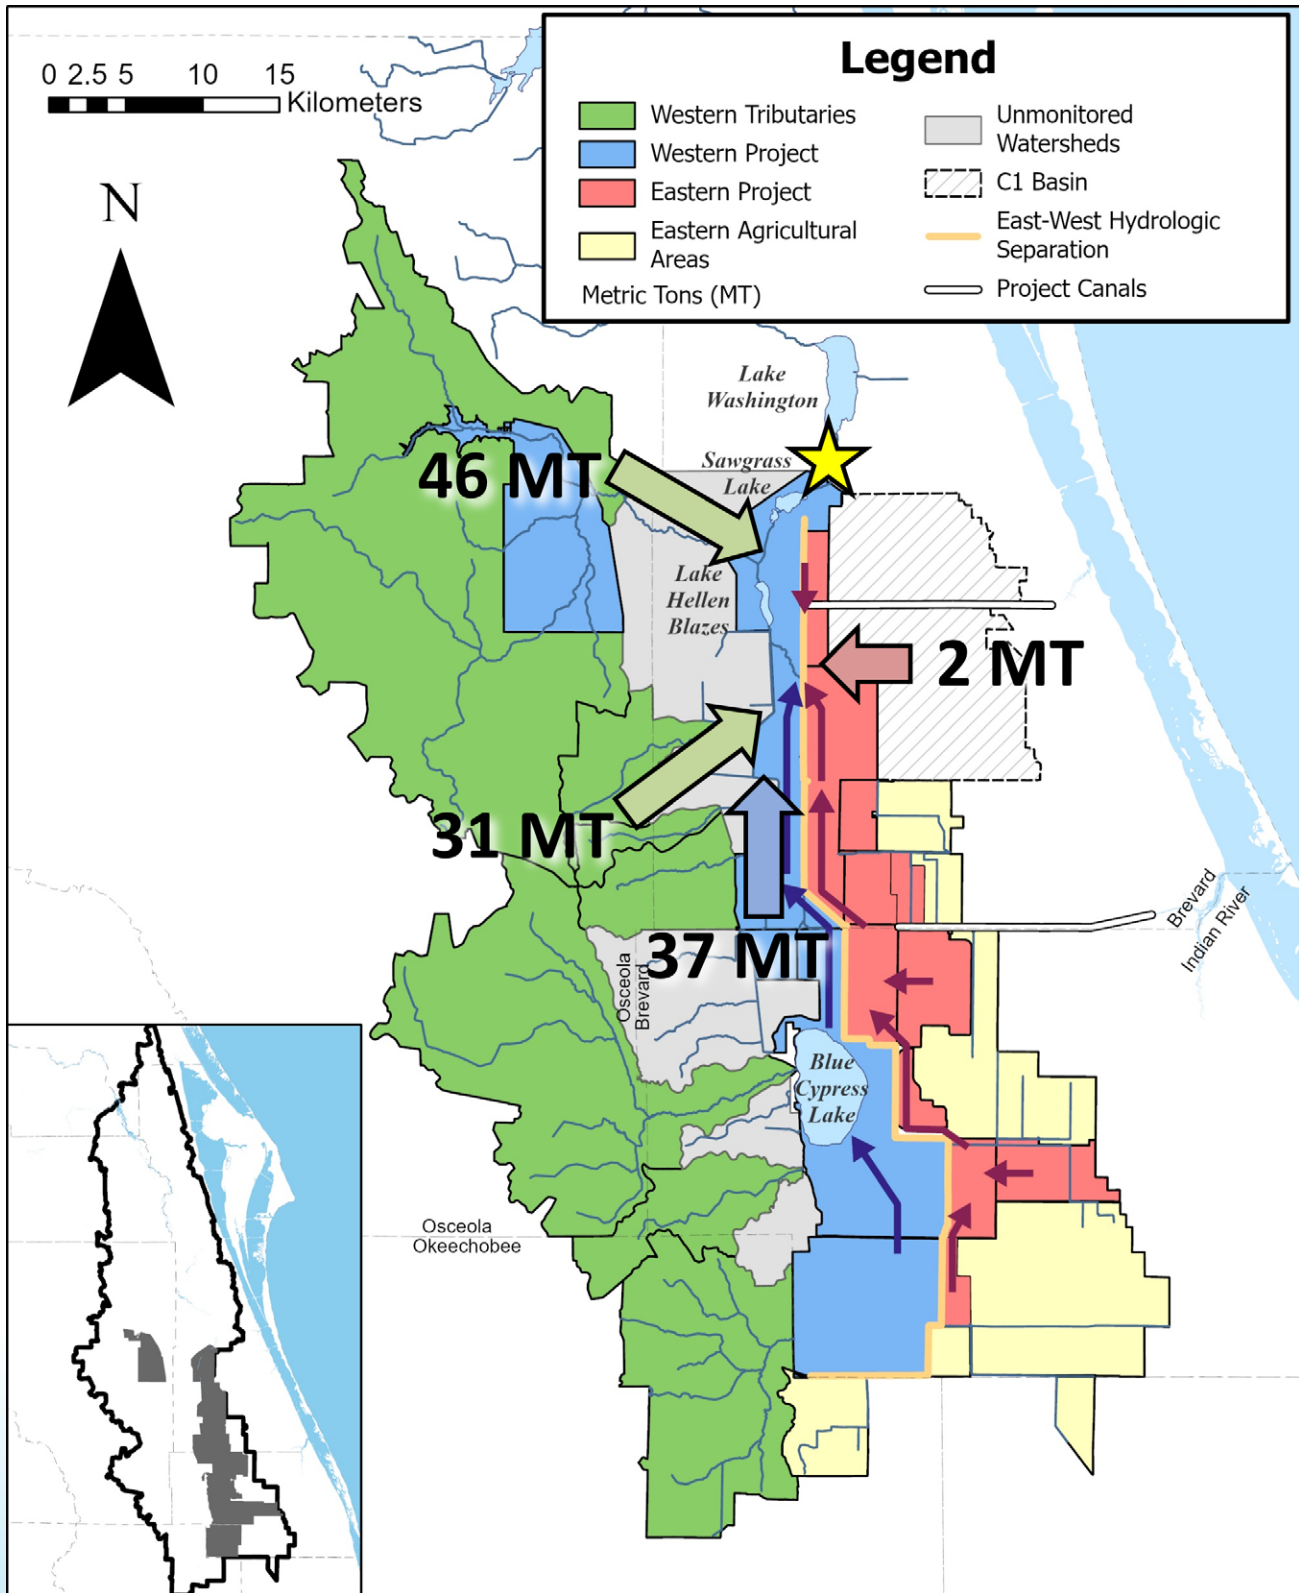 Legend
Western Tributaries
Western Project
Eastern Project
Eastern Agricultural
Areas
Metric Tons (MT)
Unmonitored
Watersheds
C1 Basin
East-West Hydrologic
Separation
Project Canals
0 2.5 5 10 15
Kilometers
N
Lake
Washington
Sawgrass
Lake
46 MT
Lake
Hellen
Blazes
2 MT
31 MT
37 MT
Brevard
Indian River
Osceola
Brevard
Blue
Cypress
Lake
Osceola
Okeechobee